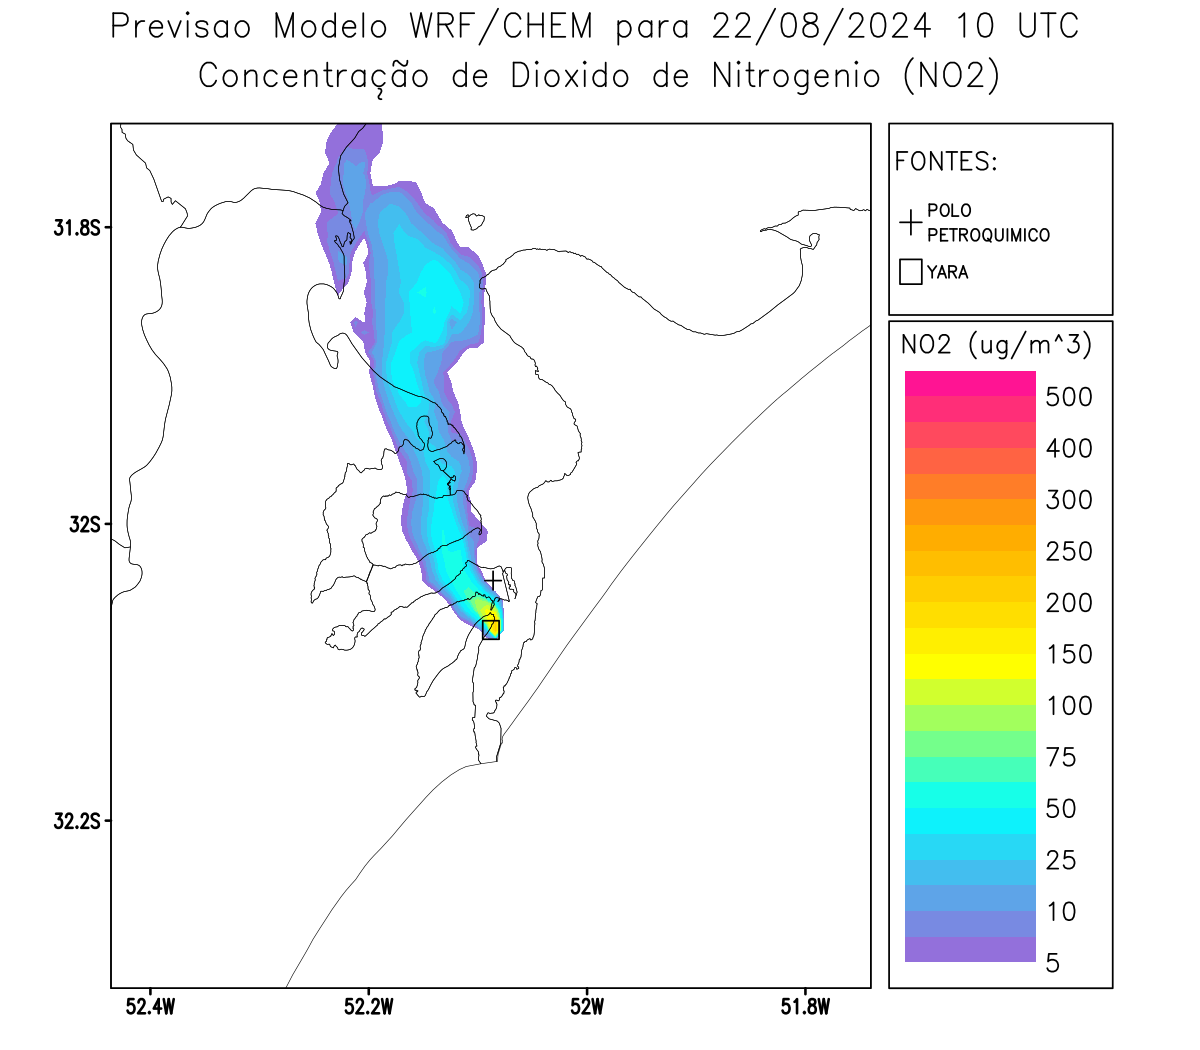 Previsao Modelo WRF/CHEM para 22/08/2024 10 UTC
Concentração de Dioxido de Nitrogenio (NO2)
FONTES:
POLO
PETROQUIMICO
YARA
NO2 (ug/m^3)
500
400
300
250
200
150
100
75
50
25
10
5
31.8S
32S
32.2S
52.4W
52.2W
52W
51.8W